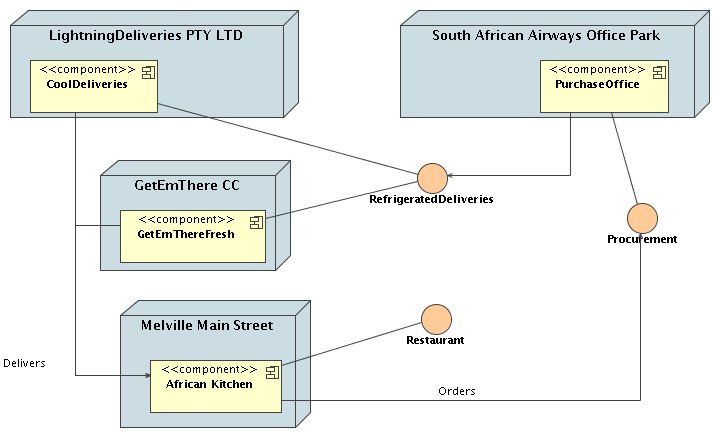 LightningDeliveries PTY LTD
<<component>>
CoolDeliveries
South African Airways Office Park
<<component>>
PurchaseOffice
GetEmThere CC
<<component>>
GetEmThereFresh
RefrigeratedDeliveries
Procurement
Melville Main Street
<<component>>
African Kitchen
Restaurant
Delivers
Orders